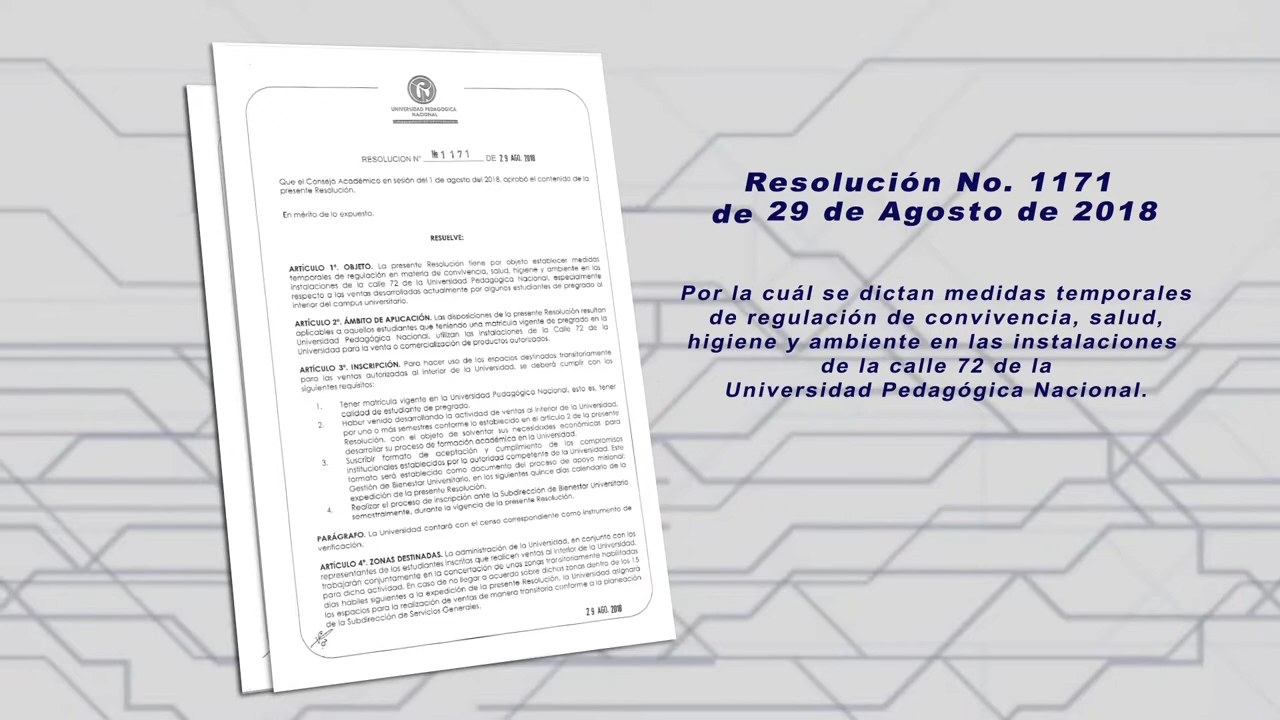 UNIVERSIDAD PEDAGOGICA
NACIONAL
RESOLUCION N° № 1171 DE 29 AGO. 2018
Que el Consejo Académico en sesión del 1 de agosto del 2018, aprobó el contenido de la
presente Resolución.
En mérito de lo expuesto,
RESUELVE:
ARTÍCULO 1º. OBJETO. La presente Resolución tiene por objeto establecer medidas
temporales de regulación en materia de convivencia, salud, higiene y ambiente en las
instalaciones de la calle 72 de la Universidad Pedagógica Nacional, especialmente
respecto a las ventas desarrolladas actualmente por algunos estudiantes de pregrado al
interior del campus universitario.
ARTÍCULO 2º. ÁMBITO DE APLICACIÓN. Las disposiciones de la presente Resolución resultan
aplicables a aquellos estudiantes que teniendo una matrícula vigente de pregrado en la
Universidad Pedagógica Nacional, utilizan las instalaciones de la Calle 72 de la
Universidad para la venta o comercialización de productos autorizados.
ARTÍCULO 3º. INSCRIPCIÓN. Para hacer uso de los espacios destinados transitoriamente
para las ventas autorizadas al interior de la Universidad, se deberá cumplir con los
siguientes requisitos:
1. Tener matrícula vigente en la Universidad Pedagógica Nacional, esto es, tener
calidad de estudiante de pregrado.
2. Haber venido desarrollando la actividad de ventas al interior de la Universidad,
por uno o más semestres conforme lo establecido en el artículo 2 de la presente
Resolución, con el objeto de solventar sus necesidades económicas para
desarrollar su proceso de formación académica en la Universidad.
3. Suscribir formato de aceptación y cumplimiento de los compromisos
institucionales establecidos por la autoridad competente de la Universidad. Este
formato será establecido como documento del proceso de apoyo misional:
Gestión de Bienestar Universitario, en los siguientes quince días calendario de la
expedición de la presente Resolución.
4. Realizar el proceso de inscripción ante la Subdirección de Bienestar Universitario
semestralmente, durante la vigencia de la presente Resolución.
PARÁGRAFO. La Universidad contará con el censo correspondiente como instrumento de
verificación.
ARTÍCULO 4º. ZONAS DESTINADAS. La administración de la Universidad, en conjunto con los
representantes de los estudiantes inscritos que realicen ventas al interior de la Universidad,
trabajarán conjuntamente en la concertación de unas zonas transitoriamente habilitadas
para dicha actividad. En caso de no llegar a acuerdo sobre dichas zonas dentro de los 15
días hábiles siguientes a la expedición de la presente Resolución, la Universidad asignará
los espacios para la realización de ventas de manera transitoria conforme a la planeación
de la Subdirección de Servicios Generales.
29 AGO. 2018
Resolución No. 1171
de 29 de Agosto de 2018
Por la cuál se dictan medidas temporales
de regulación de convivencia, salud,
higiene y ambiente en las instalaciones
de la calle 72 de la
Universidad Pedagógica Nacional.